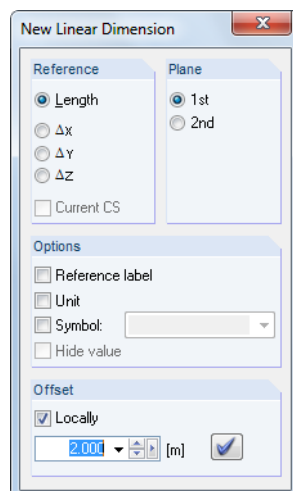 New Linear Dimension
Reference
Length
ΔX
ΔY
ΔZ
Current CS
Plane
1st
2nd
Options
Reference label
Unit
Symbol:
Hide value
Offset
Locally
2.000 [m]